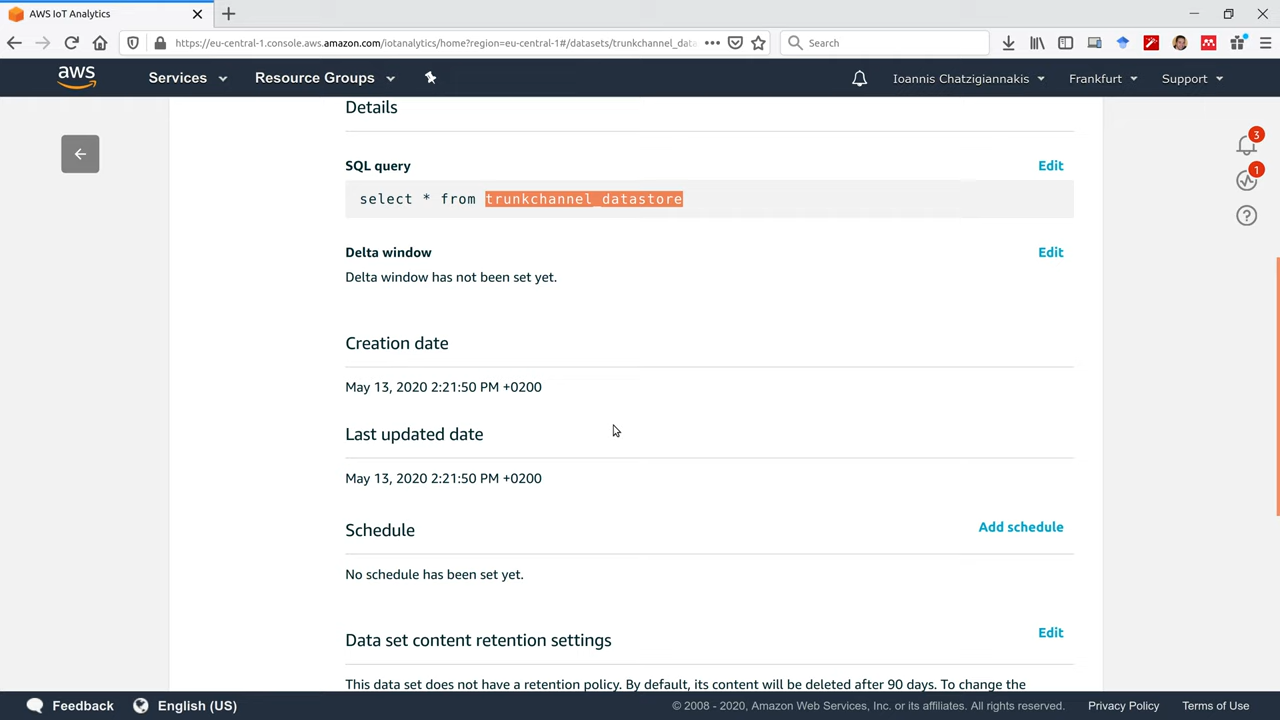 AWS IoT Analytics
https://eu-central-1.console.aws.amazon.com/iotanalytics/home?region=eu-central-1#/datasets/trunkchannel_data
Search
aws
Services
Resource Groups
Ioannis Chatzigiannakis
Frankfurt
Support
3
1
Details
SQL query
Edit
select * from trunkchannel_datastore
Delta window
Edit
Delta window has not been set yet.
Creation date
May 13, 2020 2:21:50 PM +0200
Last updated date
May 13, 2020 2:21:50 PM +0200
Schedule
Add schedule
No schedule has been set yet.
Data set content retention settings
Edit
This data set does not have a retention policy. By default, its content will be deleted after 90 days. To change the
Feedback
English (US)
© 2008 - 2020, Amazon Web Services, Inc. or its affiliates. All rights reserved.
Privacy Policy
Terms of Use